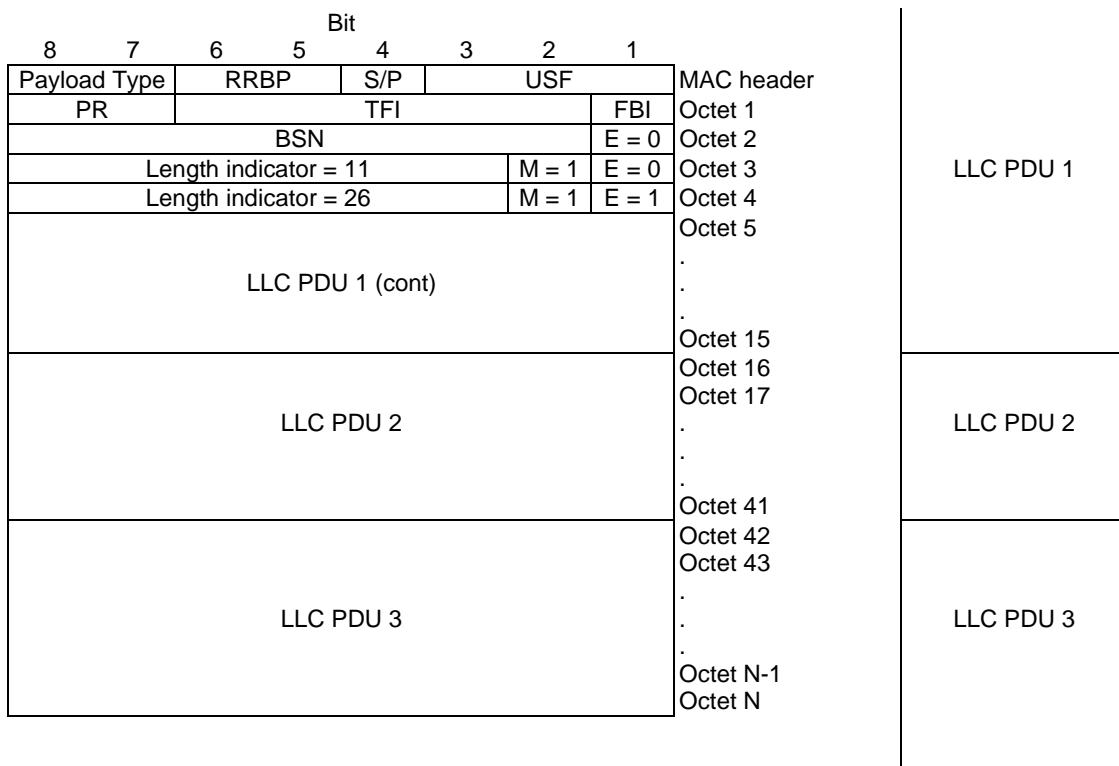 Bit
8 7 6 5 4 3 2 1
Payload Type RRBP S/P USF MAC header
PR TFI FBI Octet 1
BSN E = 0 Octet 2
Length indicator = 11 M = 1 E = 0 Octet 3 LLC PDU 1
Length indicator = 26 M = 1 E = 1 Octet 4
Octet 5
.
LLC PDU 1 (cont) .
.
Octet 15
Octet 16
Octet 17
LLC PDU 2 . LLC PDU 2
.
.
Octet 41
Octet 42
Octet 43
.
LLC PDU 3 . LLC PDU 3
.
Octet N-1
Octet N